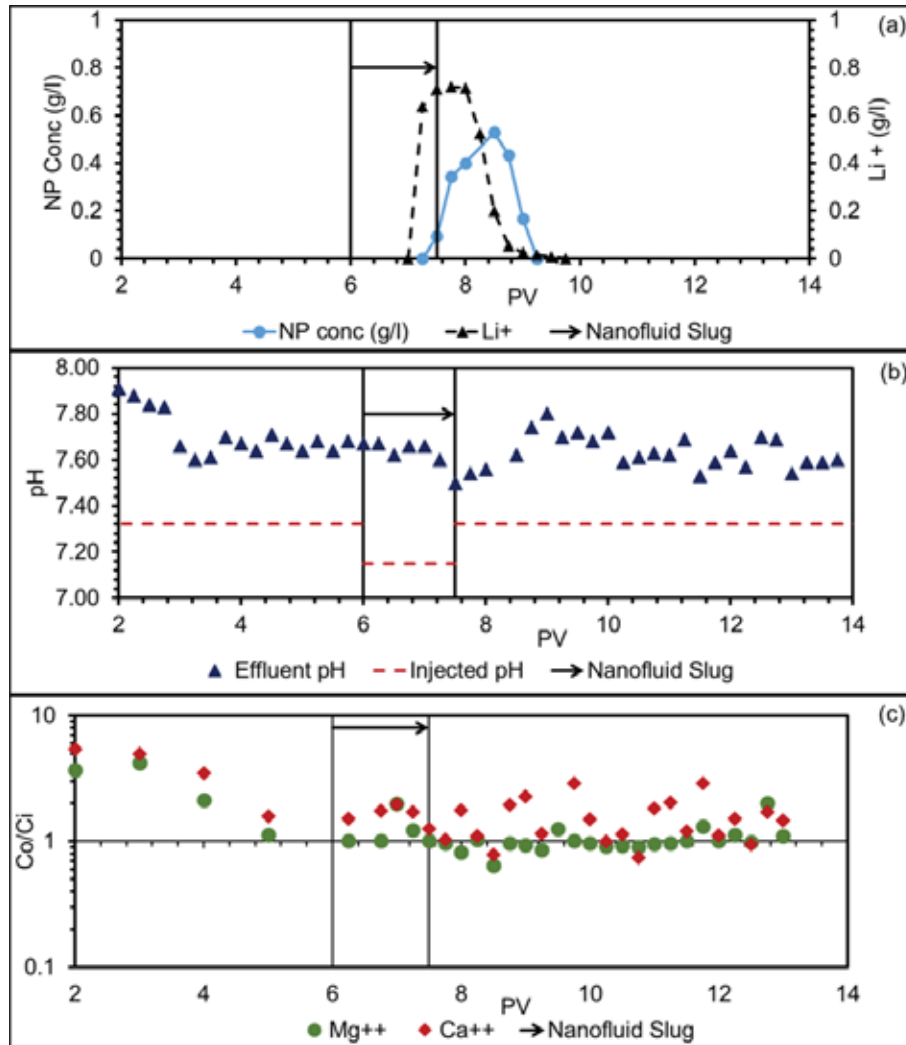 (a)
1
0.8
0.6
0.4
0.2
0
NP Conc (g/l)
1
0.8
0.6
0.4
0.2
0
Li + (g/l)
2 4 6 8 10 12 14
PV
NP conc (g/l) Li+ Nanofluid Slug
(b)
8.00
7.80
7.60
7.40
7.20
7.00
pH
2 4 6 8 10 12 14
PV
Effluent pH Injected pH Nanofluid Slug
(c)
10
1
0.1
Co/Ci
2 4 6 8 10 12 14
PV
Mg++ Ca++ Nanofluid Slug